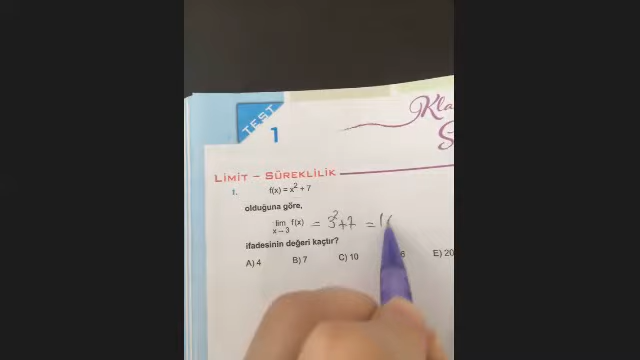 TEST
1
Kla
S
LİMİT – SÜREKLİLİK
1. f(x) = x² + 7
olduğuna göre,
lim f(x) = 3² + 7 =
x→3
ifadesinin değeri kaçtır?
A) 4 B) 7 C) 10 E) 20